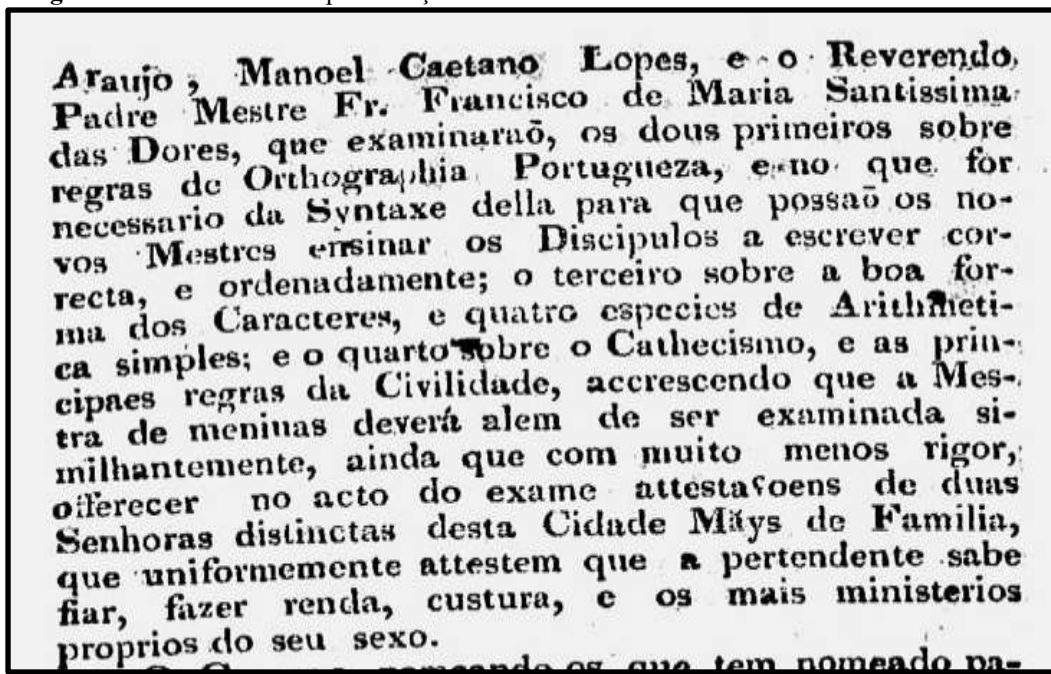 Araujo, Manoel Caetano Lopes, e o Reverendo
Padre Mestre Fr. Francisco de Maria Santissima
das Dores, que examinaraõ, os dous primeiros sobre
regras de Orthographia Portugueza, e no que for
necessario da Syntaxe della para que possaõ os no-
vos Mestres ensinar os Discipulos a escrever cor-
recta, e ordenadamente; o terceiro sobre a boa for-
ma dos Caracteres, e quatro especies de Arithmeti-
ca simples; e o quarto sobre o Cathecismo, e as prin-
cipaes regras da Civilidade, accrescendo que a Mes-
tra de meninas deverá alem de ser examinada si-
milhantemente, ainda que com muito menos rigor,
offerecer no acto do exame attestaçoens de duas
Senhoras distinctas desta Cidade Mãys de Familia,
que uniformemente attestem que a pertendente sabe
fiar, fazer renda, custura, e os mais ministerios
proprios do seu sexo.
nomeando os que tem nomeado pa-